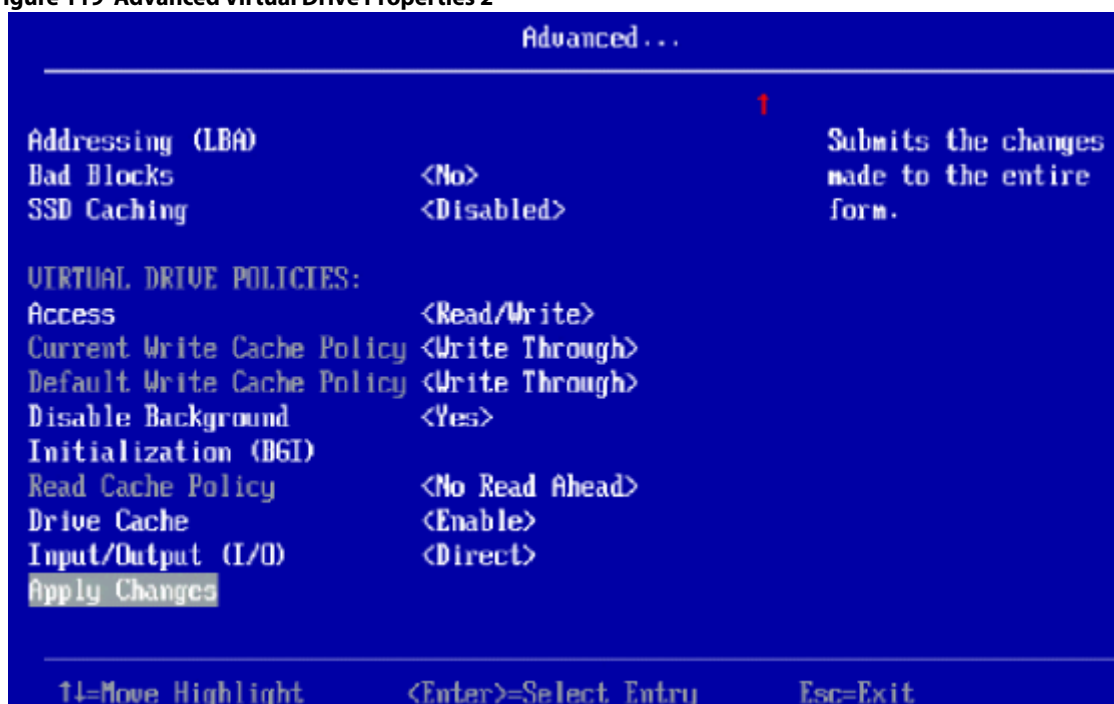 igure 119 Advanced Virtual Drive Properties 2
Advanced...
↑
Addressing (LBA)
Bad Blocks <No>
SSD Caching <Disabled>
Submits the changes
made to the entire
form.
VIRTUAL DRIVE POLICIES:
Access <Read/Write>
Current Write Cache Policy <Write Through>
Default Write Cache Policy <Write Through>
Disable Background <Yes>
Initialization (BGI)
Read Cache Policy <No Read Ahead>
Drive Cache <Enable>
Input/Output (I/O) <Direct>
Apply Changes
↑↓=Move Highlight <Enter>=Select Entry Esc=Exit